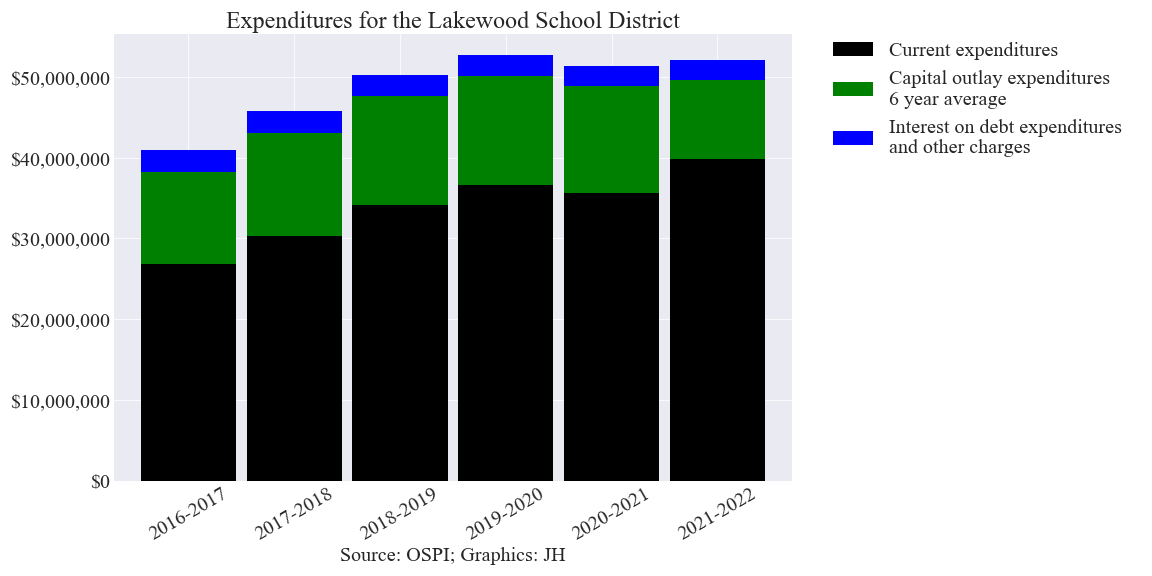 Expenditures for the Lakewood School District
$50,000,000
$40,000,000
$30,000,000
$20,000,000
$10,000,000
$0
2016-2017
2017-2018
2018-2019
2019-2020
2020-2021
2021-2022
Source: OSPI; Graphics: JH
Current expenditures
Capital outlay expenditures
6 year average
Interest on debt expenditures
and other charges